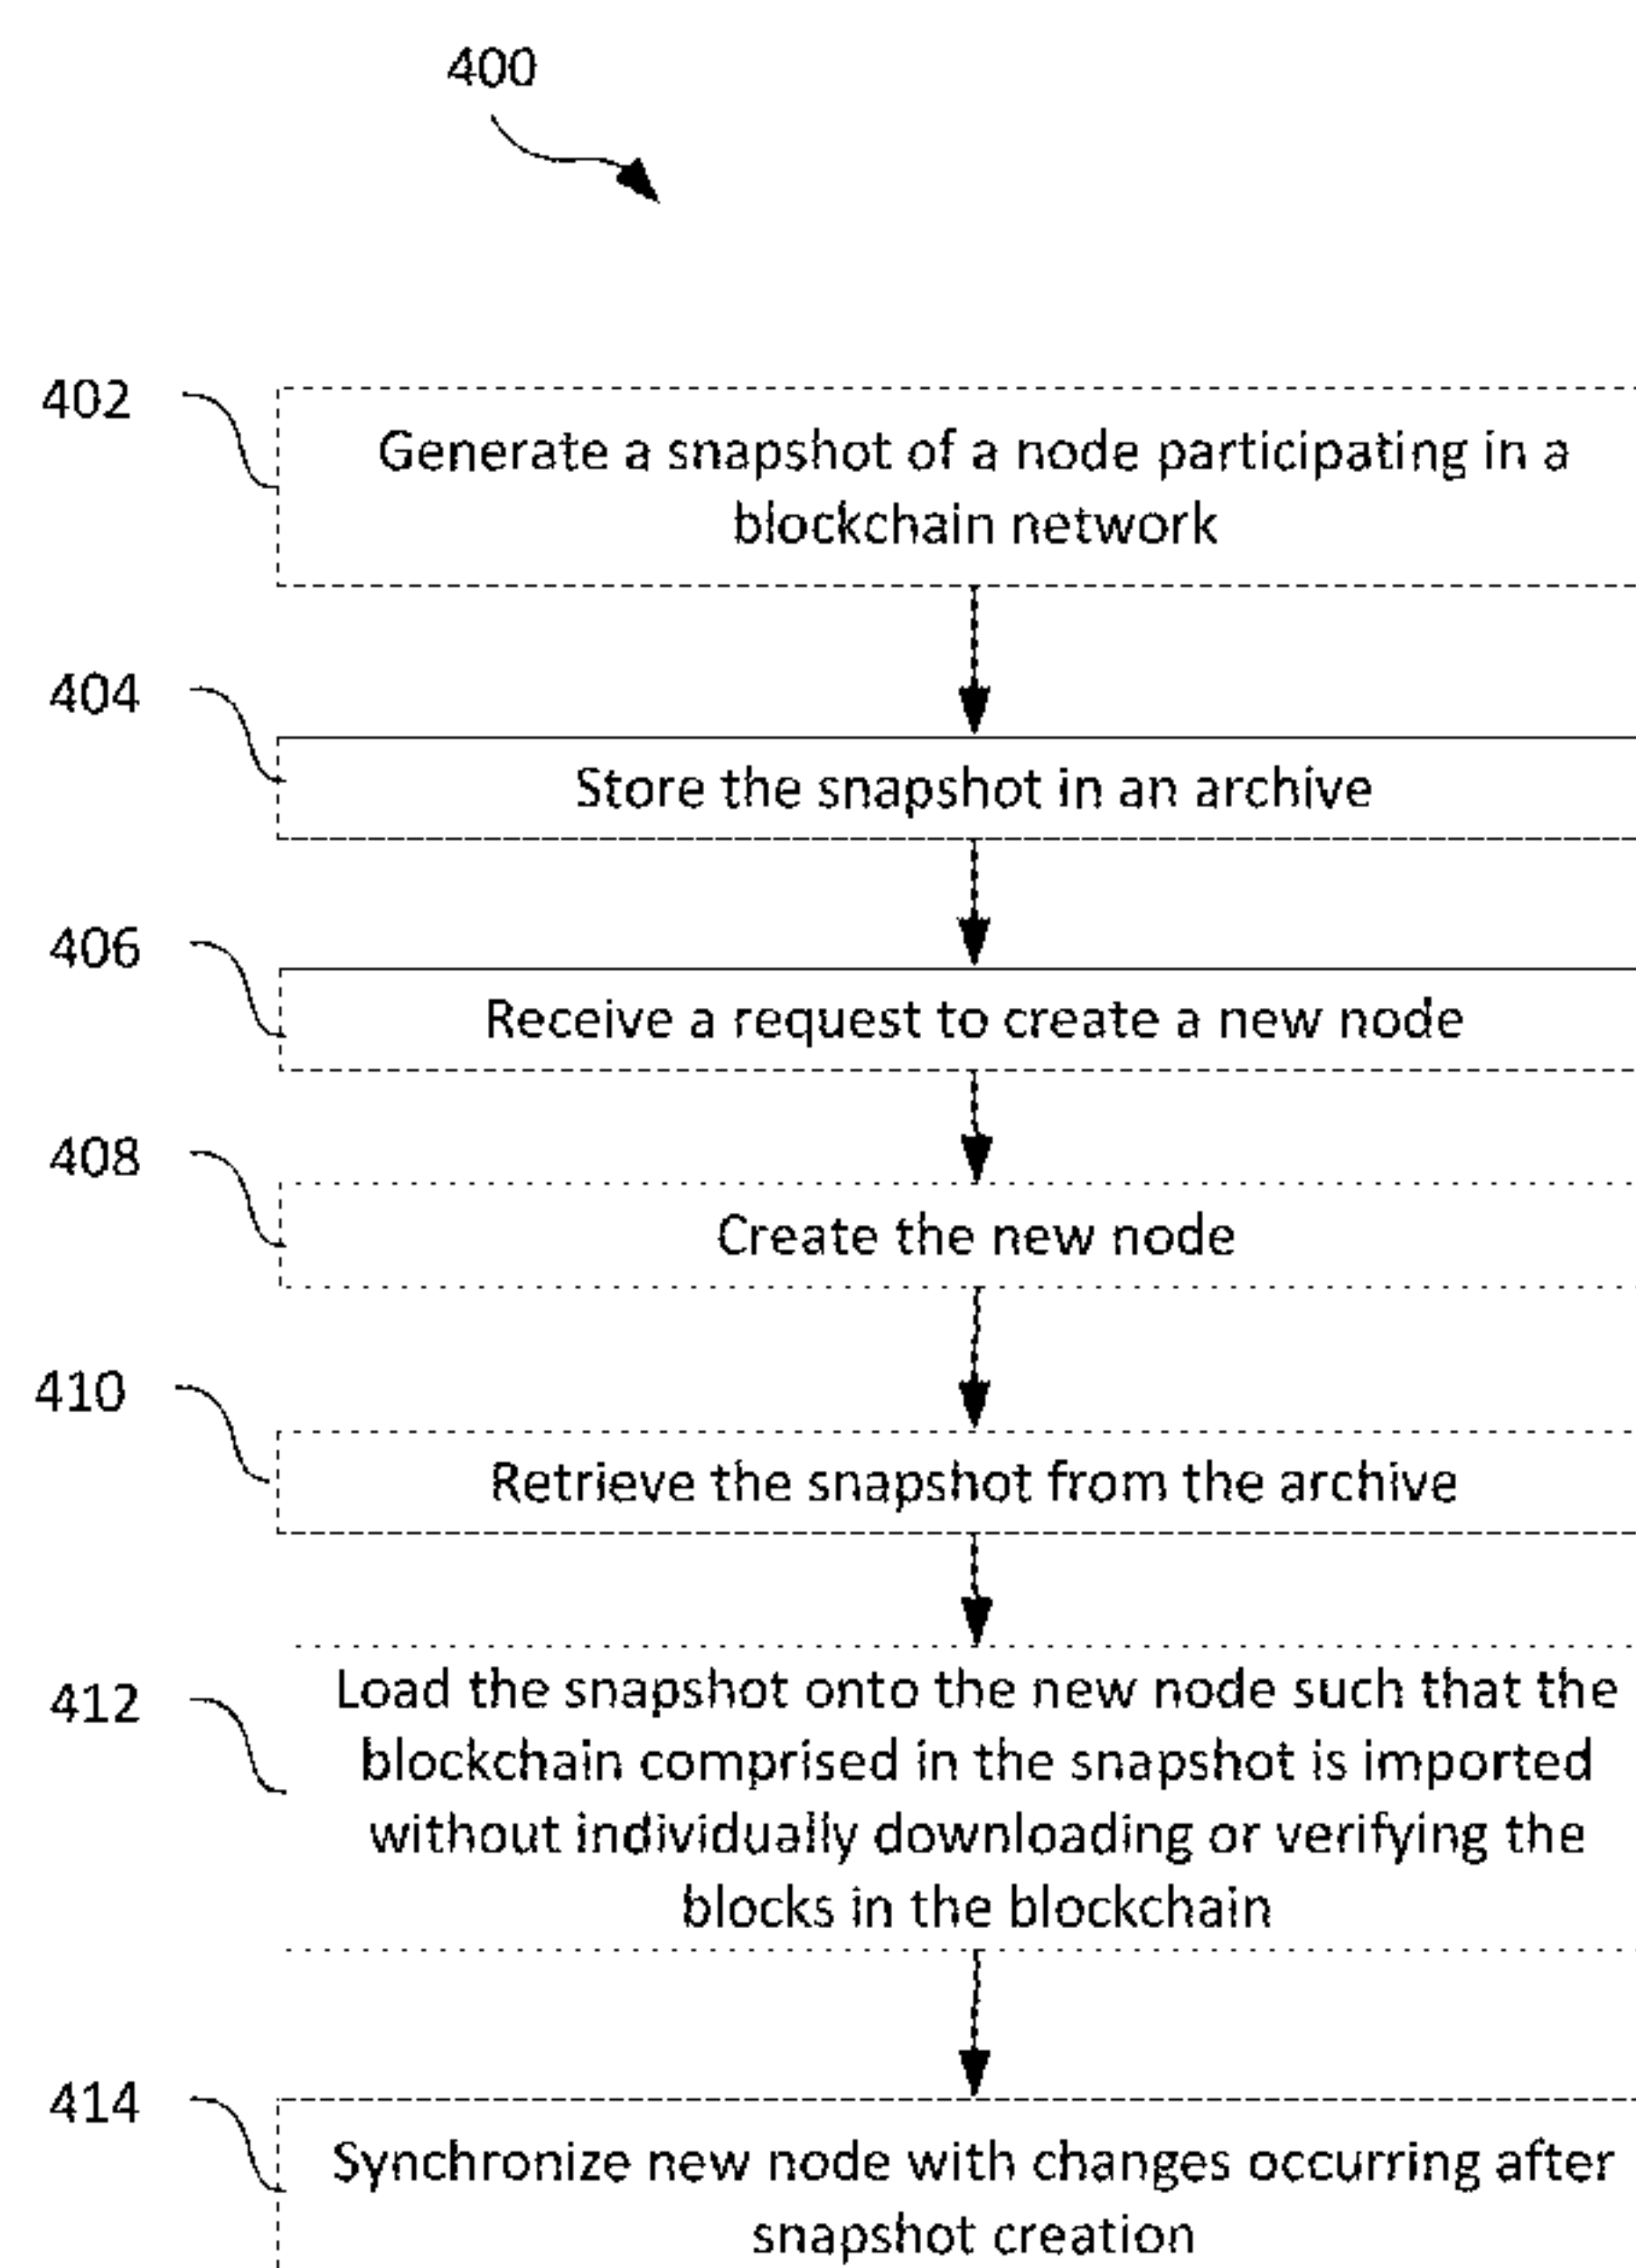 400
402
Generate a snapshot of a node participating in a
blockchain network
404
Store the snapshot in an archive
406
Receive a request to create a new node
408
Create the new node
410
Retrieve the snapshot from the archive
412
Load the snapshot onto the new node such that the
blockchain comprised in the snapshot is imported
without individually downloading or verifying the
blocks in the blockchain
414
Synchronize new node with changes occurring after
snapshot creation